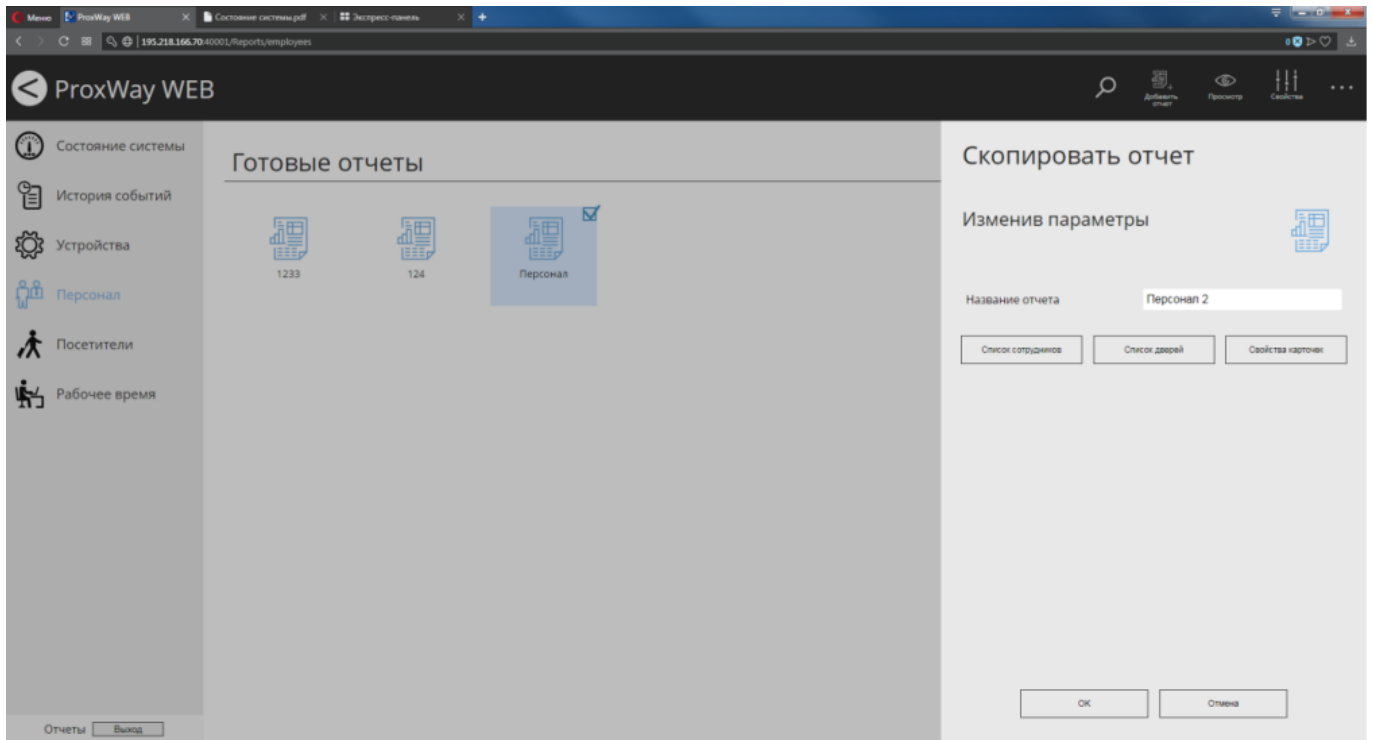 Меню ProxWay WEB Состояние системы.pdf Экспресс-панель
195.218.166.70:40001/Reports/employees 0
ProxWay WEB
Добавить отчет
Просмотр
Свойства
Состояние системы
История событий
Устройства
Персонал
Посетители
Рабочее время
Отчеты Выход
Готовые отчеты
1233 124 Персонал
Скопировать отчет
Изменив параметры
Название отчета Персонал 2
Список сотрудников Список дверей Свойства карточек
OK Отмена